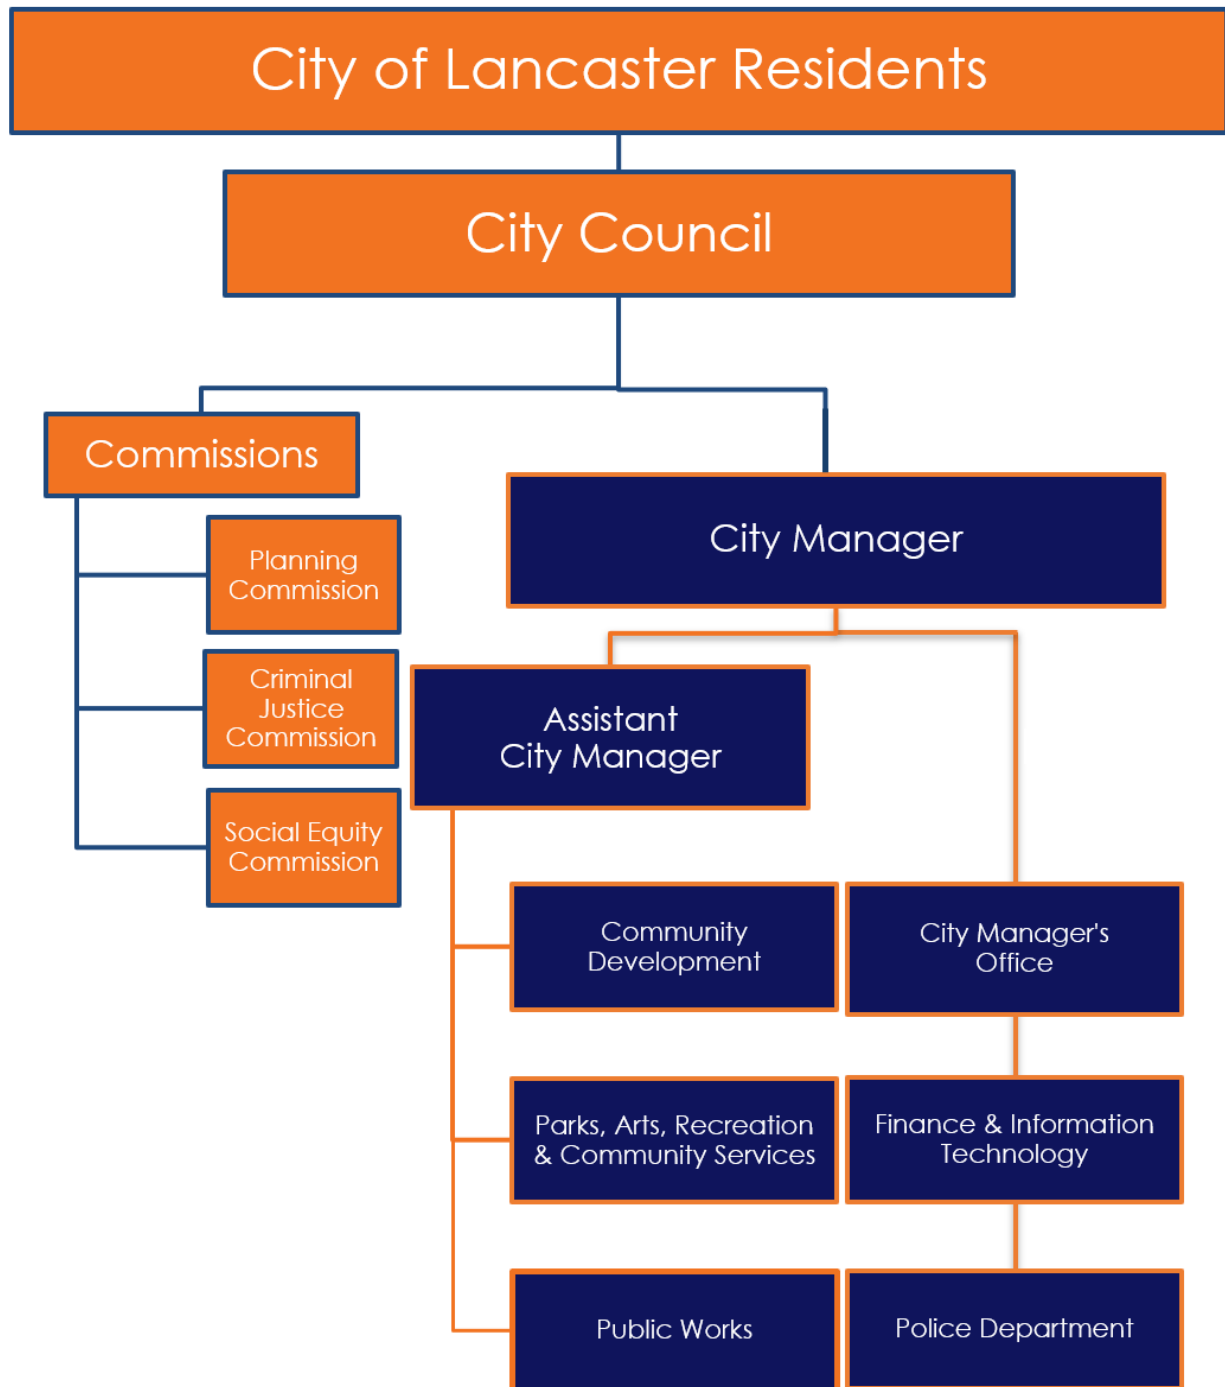 City of Lancaster Residents
City Council
Commissions
Planning
Commission
Criminal
Justice
Commission
Social Equity
Commission
City Manager
Assistant
City Manager
Community
Development
City Manager's
Office
Parks, Arts, Recreation
& Community Services
Finance & Information
Technology
Public Works
Police Department